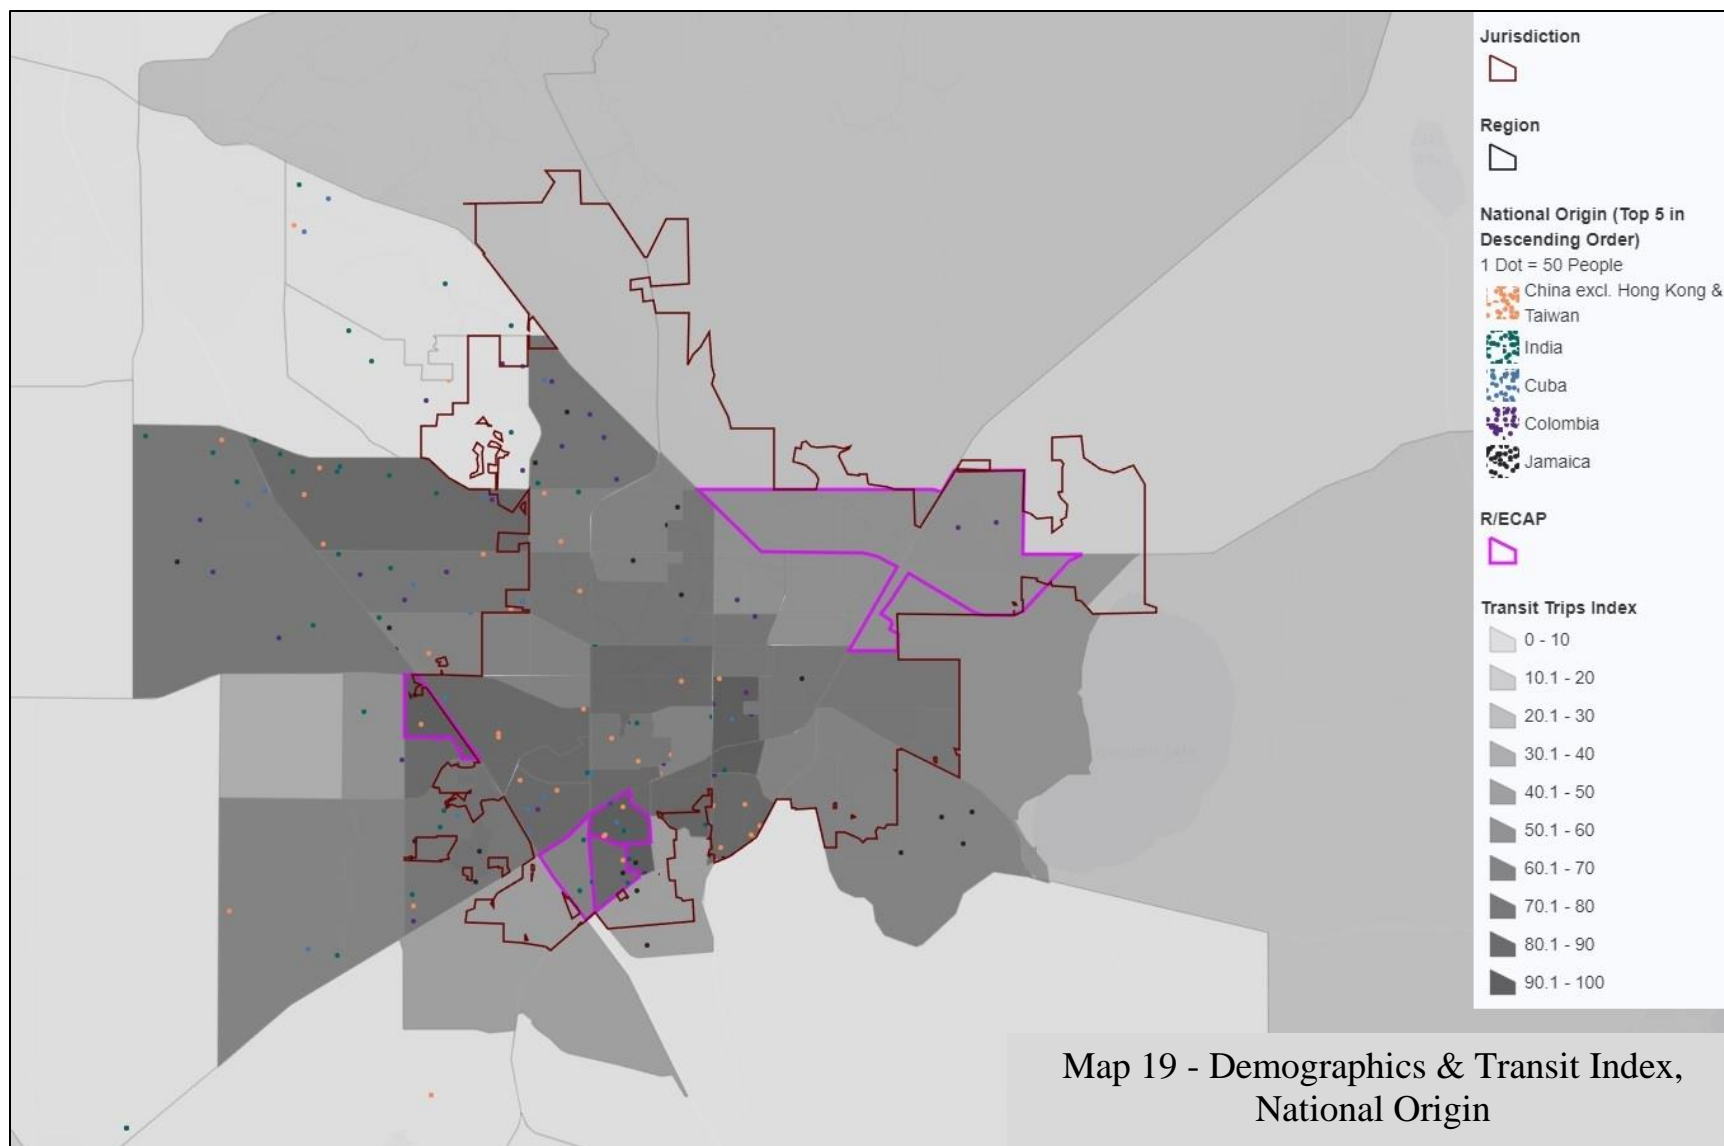 Jurisdiction
Region
National Origin (Top 5 in
Descending Order)
1 Dot = 50 People
China excl. Hong Kong &
Taiwan
India
Cuba
Colombia
Jamaica
R/ECAP
Transit Trips Index
0 - 10
10.1 - 20
20.1 - 30
30.1 - 40
40.1 - 50
50.1 - 60
60.1 - 70
70.1 - 80
80.1 - 90
90.1 - 100
Map 19 - Demographics & Transit Index,
National Origin